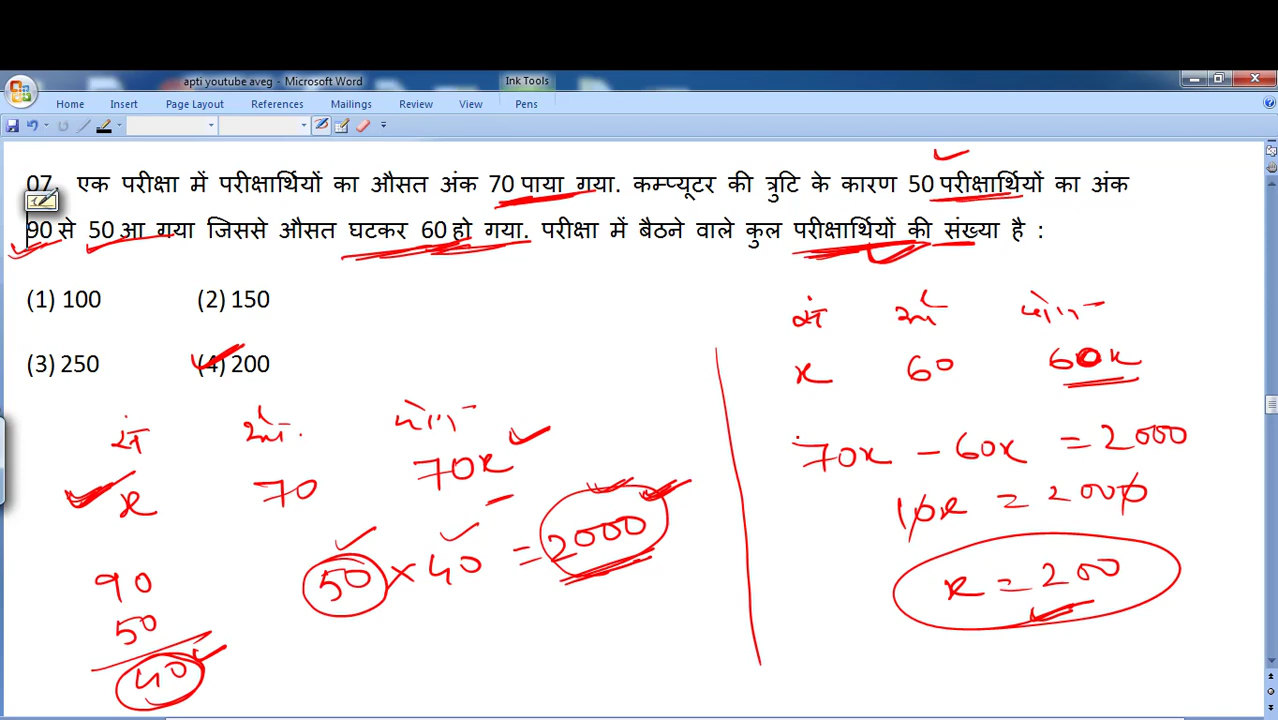 apti youtube aveg - Microsoft Word
Ink Tools
Home Insert Page Layout References Mailings Review View Pens
07. एक परीक्षा में परीक्षार्थियों का औसत अंक 70 पाया गया. कम्प्यूटर की त्रुटि के कारण 50 परीक्षार्थियों का अंक
90 से 50 आ गया जिससे औसत घटकर 60 हो गया. परीक्षा में बैठने वाले कुल परीक्षार्थियों की संख्या है :
(1) 100 (2) 150
(3) 250 (4) 200
x 70 70x
90
50
40
50 × 40 = 2000
x 60 60x
70x - 60x = 2000
10x = 2000
x = 200